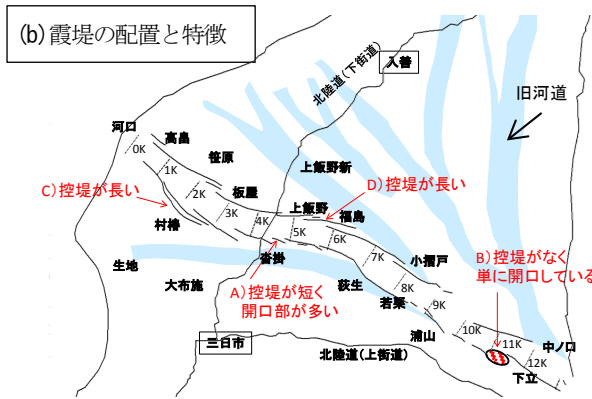 (b)霞堤の配置と特徴
北陸道(下街道)
入善
旧河道
河口
高畠
0K
笹原
1K
上飯野新
D)控堤が長い
C)控堤が長い
2K
板屋
3K
上飯野
福島
4K
村椿
5K
6K
生地
沓掛
7K
小摺戸
B)控堤がなく
単に開口している
大布施
A)控堤が短く
開口部が多い
荻生
8K
若栗
9K
浦山
10K
11K
中ノ口
三日市
北陸道(上街道)
12K
下立